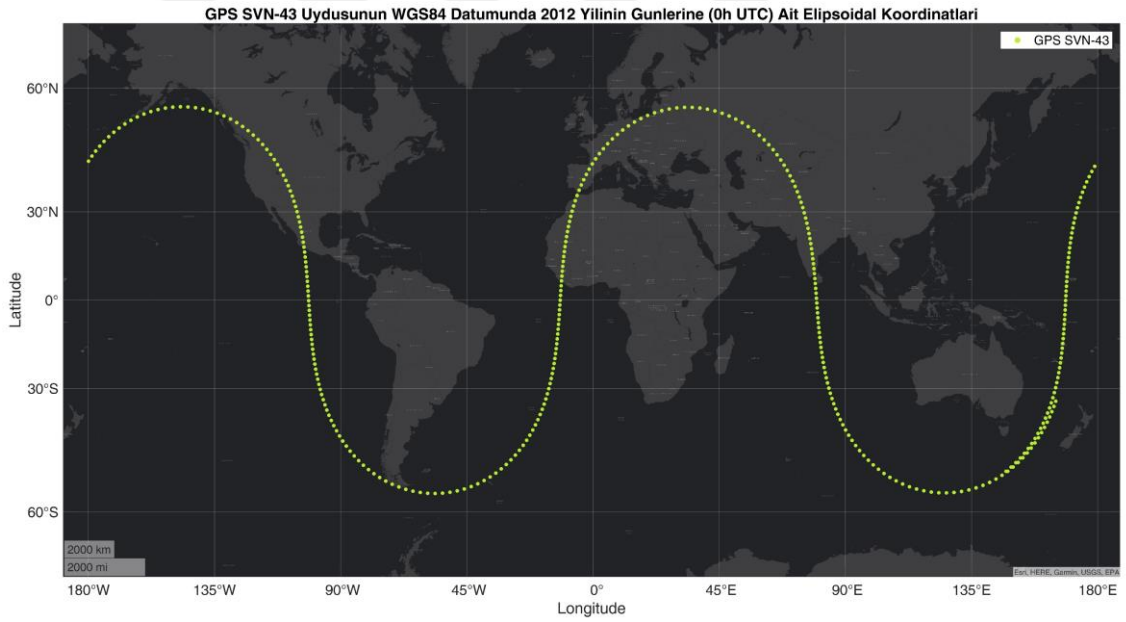 GPS SVN-43 Uydusunun WGS84 Datumunda 2012 Yilinin Gunlerine (0h UTC) Ait Elipsoidal Koordinatlari
GPS SVN-43
60°N
30°N
0°
30°S
60°S
Latitude
2000 km
2000 mi
Esri, HERE, Garmin, USGS, EPA
180°W 135°W 90°W 45°W 0° 45°E 90°E 135°E 180°E
Longitude